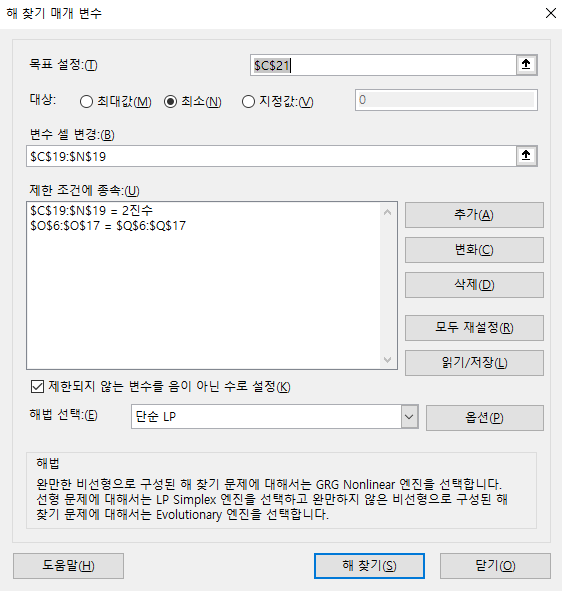 해 찾기 매개 변수
목표 설정:(T)
$C$21
대상:
최대값(M)
최소(N)
지정값:(V)
0
변수 셀 변경:(B)
$C$19:$N$19
제한 조건에 종속:(U)
$C$19:$N$19 = 2진수
$O$6:$O$17 = $Q$6:$Q$17
추가(A)
변화(C)
삭제(D)
모두 재설정(R)
읽기/저장(L)
제한되지 않는 변수를 음이 아닌 수로 설정(K)
해법 선택:(E)
단순 LP
옵션(P)
해법
완만한 비선형으로 구성된 해 찾기 문제에 대해서는 GRG Nonlinear 엔진을 선택합니다.
선형 문제에 대해서는 LP Simplex 엔진을 선택하고 완만하지 않은 비선형으로 구성된 해
찾기 문제에 대해서는 Evolutionary 엔진을 선택합니다.
도움말(H)
해 찾기(S)
닫기(O)